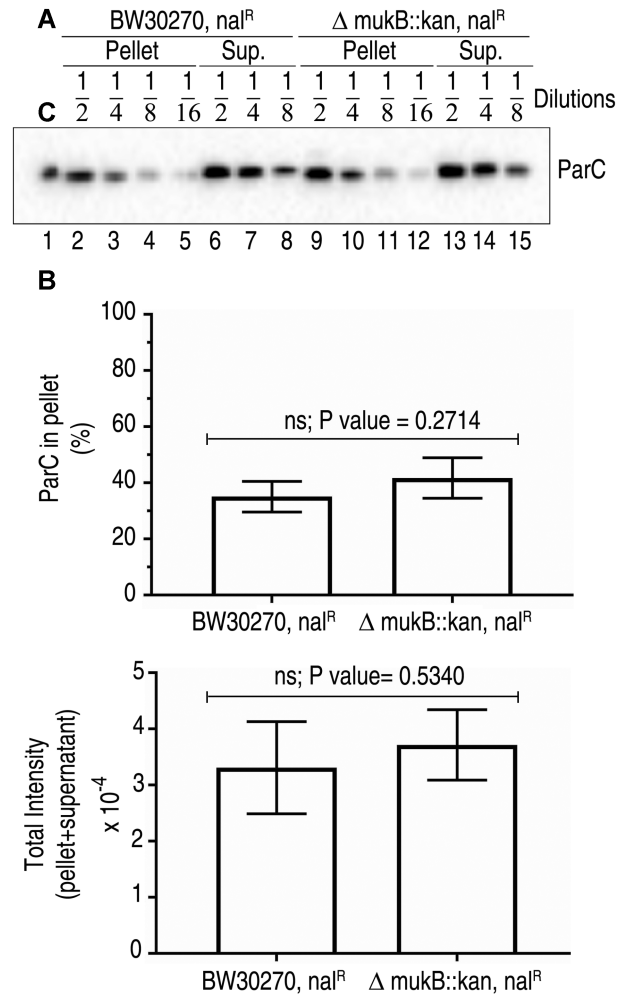 A
BW30270, nalR Δ mukB::kan, nalR
Pellet Sup. Pellet Sup.
C 1/2 1/4 1/8 1/16 1/2 1/4 1/8 1/2 1/4 1/8 1/16 1/2 1/4 1/8 Dilutions
ParC
1 2 3 4 5 6 7 8 9 10 11 12 13 14 15
B
ParC in pellet
(%)
100
80
60
40
20
0
ns; P value = 0.2714
BW30270, nalR Δ mukB::kan, nalR
Total Intensity
(pellet+supernatant)
x 10-4
5
4
3
2
1
0
ns; P value= 0.5340
BW30270, nalR Δ mukB::kan, nalR